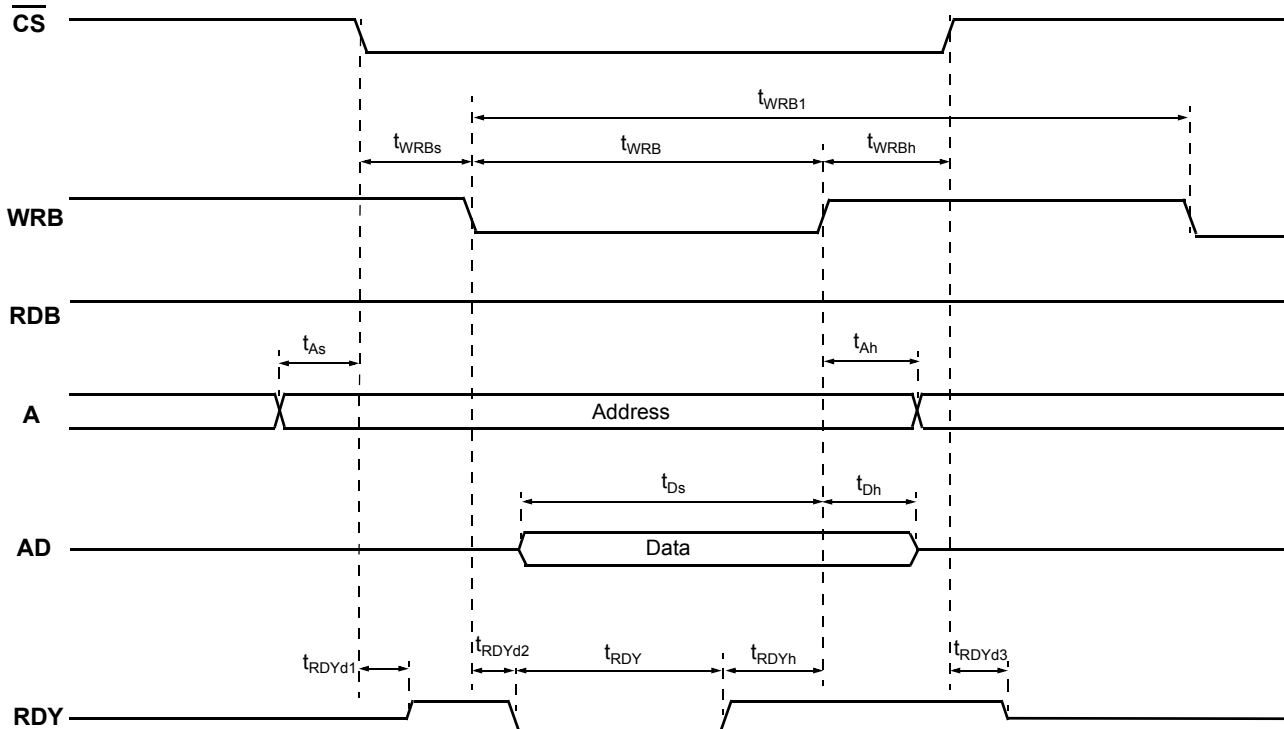 CS
tWRB1
tWRBs tWRB tWRBh
WRB
RDB
tAs tAh
A Address
tDs tDh
AD Data
tRDYd1 tRDYd2 tRDY tRDYh tRDYd3
RDY